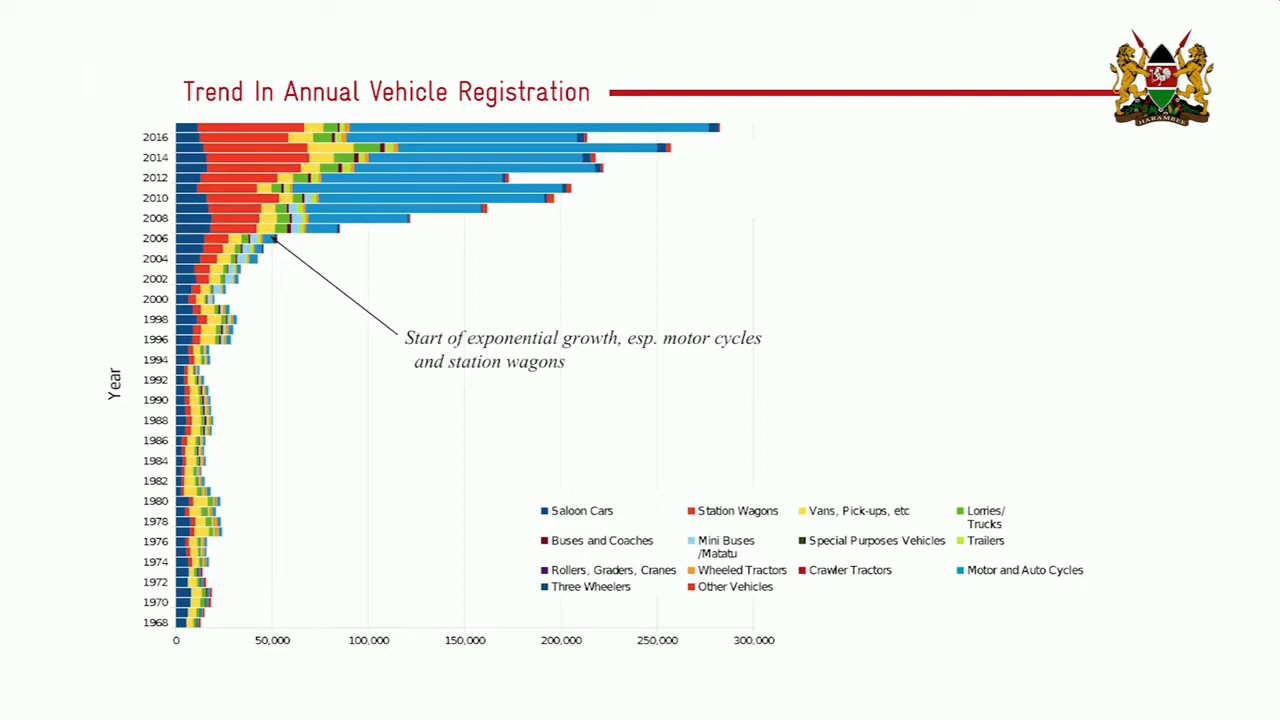 Trend In Annual Vehicle Registration
HARAMBEE
2016
2014
2012
2010
2008
2006
2004
2002
2000
1998
1996
1994
1992
1990
1988
1986
1984
1982
1980
1978
1976
1974
1972
1970
1968
Year
Start of exponential growth, esp. motor cycles
and station wagons
Saloon Cars
Station Wagons
Vans, Pick-ups, etc
Lorries/
Trucks
Buses and Coaches
Mini Buses
/Matatu
Special Purposes Vehicles
Trailers
Rollers, Graders, Cranes
Wheeled Tractors
Crawler Tractors
Motor and Auto Cycles
Three Wheelers
Other Vehicles
0
50,000
100,000
150,000
200,000
250,000
300,000